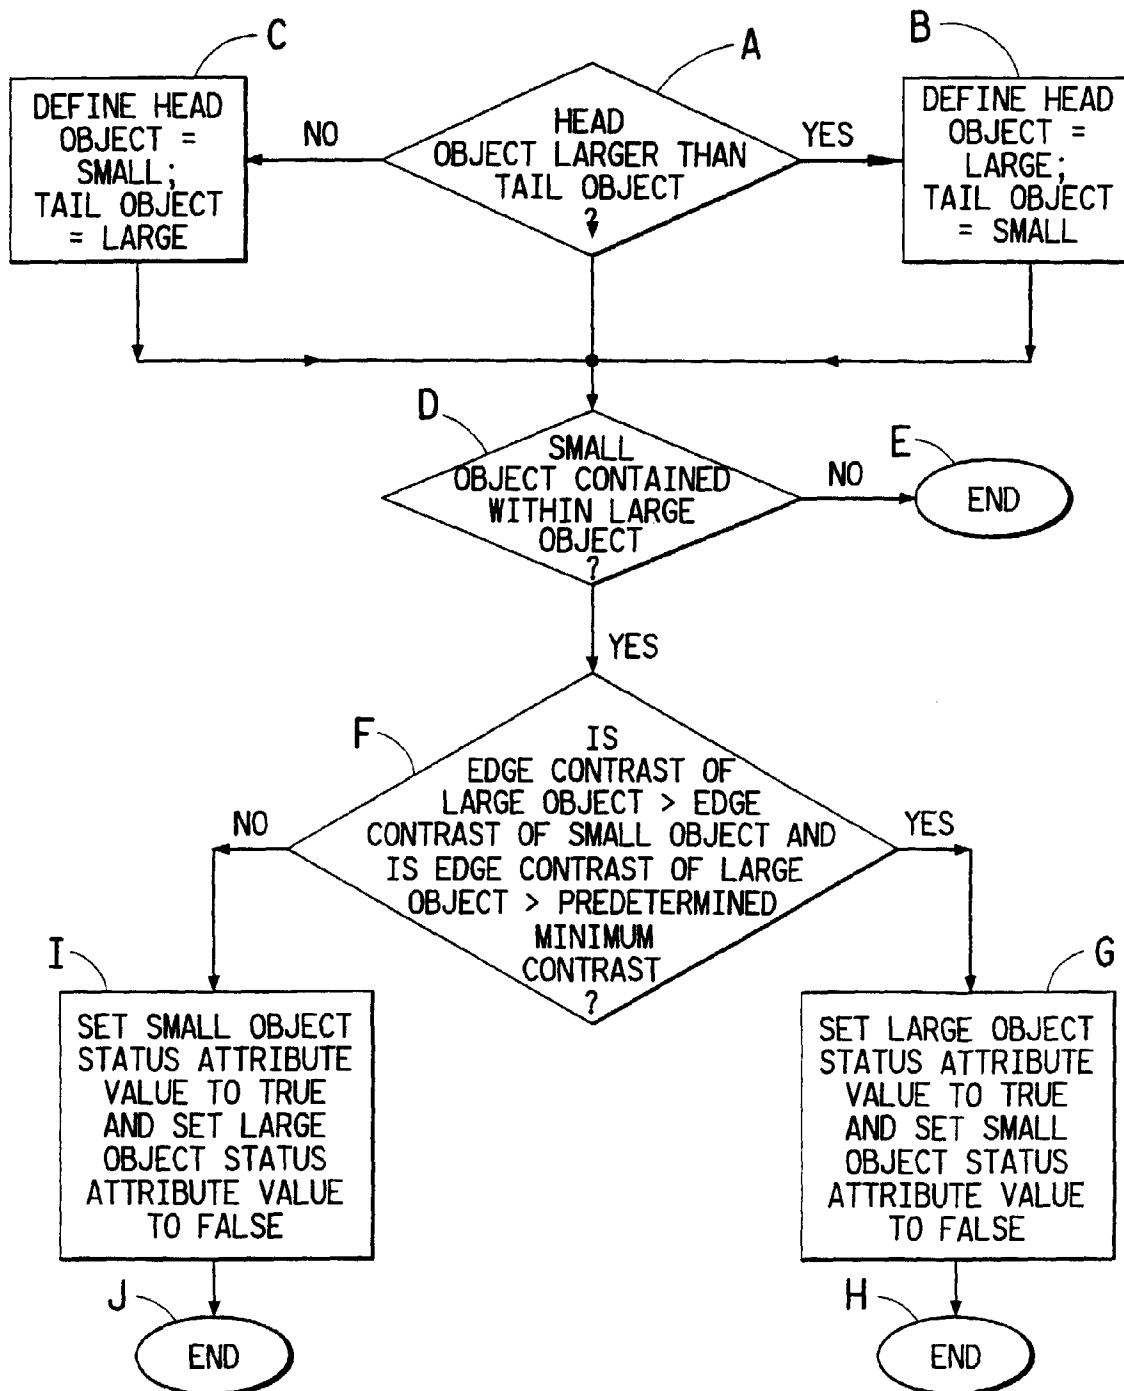 C
A
B
DEFINE HEAD
OBJECT =
SMALL;
TAIL OBJECT
= LARGE
NO
HEAD
OBJECT LARGER THAN
TAIL OBJECT
?
YES
DEFINE HEAD
OBJECT =
LARGE;
TAIL OBJECT
= SMALL
D
SMALL
OBJECT CONTAINED
WITHIN LARGE
OBJECT
?
NO
E
END
YES
F
IS
EDGE CONTRAST OF
LARGE OBJECT > EDGE
CONTRAST OF SMALL OBJECT AND
IS EDGE CONTRAST OF LARGE
OBJECT > PREDETERMINED
MINIMUM
CONTRAST
?
NO
YES
I
SET SMALL OBJECT
STATUS ATTRIBUTE
VALUE TO TRUE
AND SET LARGE
OBJECT STATUS
ATTRIBUTE VALUE
TO FALSE
G
SET LARGE OBJECT
STATUS ATTRIBUTE
VALUE TO TRUE
AND SET SMALL
OBJECT STATUS
ATTRIBUTE VALUE
TO FALSE
J
END
H
END